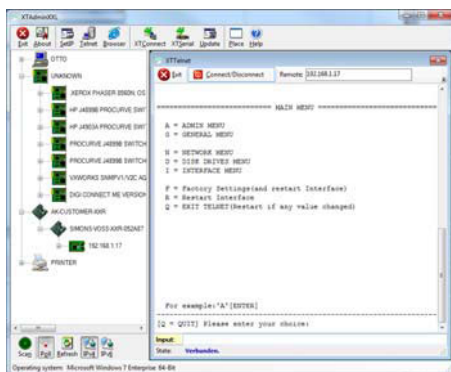 XTAdminXXL
Exit About SetIP Telnet Browser XTConnect XTSerial Update Place Help
OTTO
UNKNOWN
XEROX PHASER 8560N, OS
HP J4899B PROCURVE SWIT
HP J4903A PROCURVE SWIT
PROCURVE J4899B SWITCH
PROCURVE J4899B SWITCH
VXWORKS SNMPV1/V2C AG
DIGI CONNECT ME VERSION
AK-CUSTOMER-AXR
SIMONS VOSS AXR-052A67
192.168.1.17
PRINTER
XTTelnet
Exit Connect/Disconnect Remote: 192.168.1.17
MAIN MENU
A = ADMIN MENU
G = GENERAL MENU
N = NETWORK MENU
D = DISK DRIVES MENU
I = INTERFACE MENU
F = Factory Settings(and restart Interface)
R = Restart Interface
Q = EXIT TELNET(Restart if any value changed)
For example:'A'[ENTER]
[Q = QUIT] Please enter your choice:
Input:
State: Verbunden.
Scan Poll Refresh IPv4 IPv6
Operating system: Microsoft Windows 7 Enterprise 64-Bit